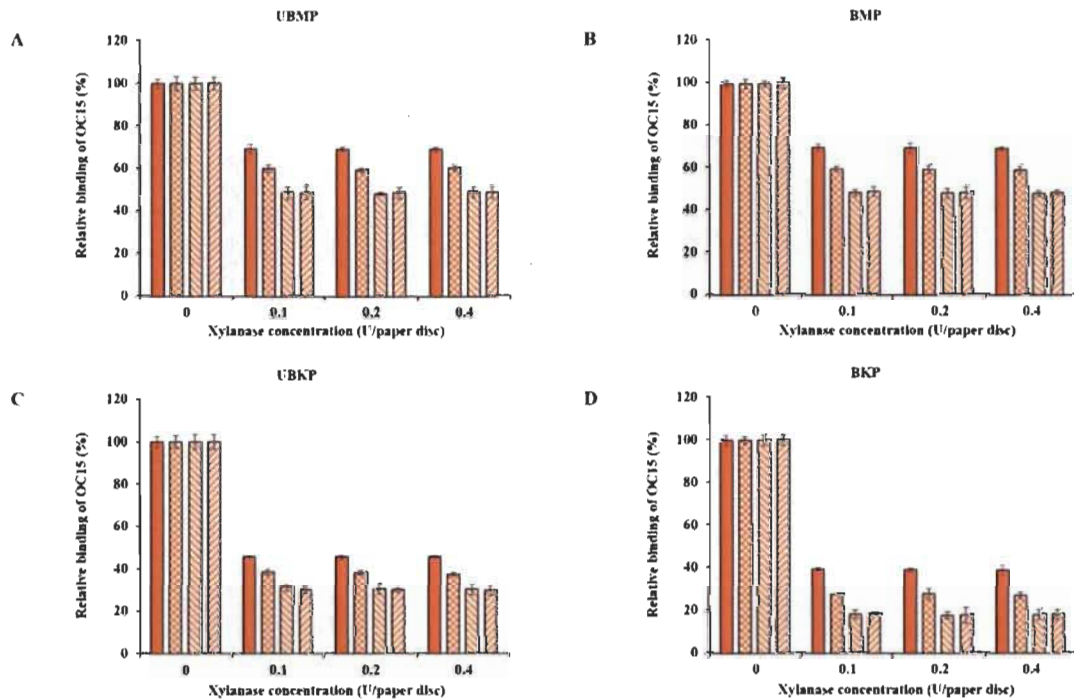 UBMP
A
120
100
80
60
40
20
0
Relative binding of OC15 (%)
0 0.1 0.2 0.4
Xylanase concentration (U/paper disc)
BMP
B
120
100
80
60
40
20
0
Relative binding of OC15 (%)
0 0.1 0.2 0.4
Xylanase concentration (U/paper disc)
UBKP
C
120
100
80
60
40
20
0
Relative binding of OC15 (%)
0 0.1 0.2 0.4
Xylanase concentration (U/paper disc)
BKP
D
120
100
80
60
40
20
0
Relative binding of OC15 (%)
0 0.1 0.2 0.4
Xylanase concentration (U/paper disc)